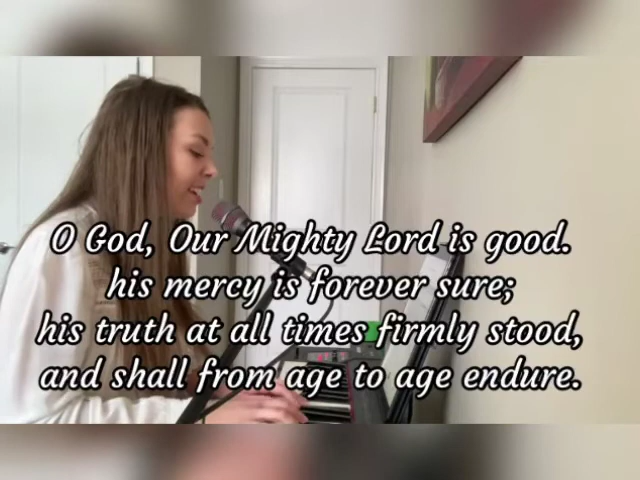 O God, Our Mighty Lord is good.
his mercy is forever sure;
his truth at all times firmly stood,
and shall from age to age endure.